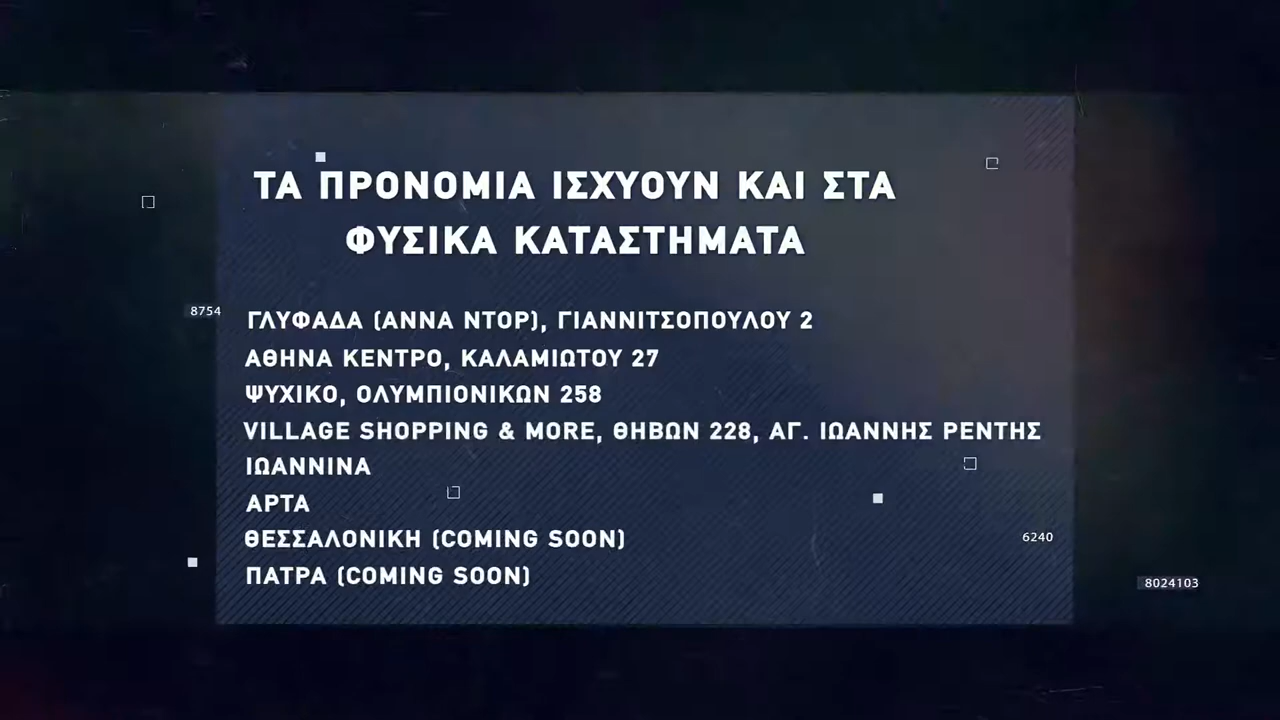 ΤΑ ΠΡΟΝΟΜΙΑ ΙΣΧΥΟΥΝ ΚΑΙ ΣΤΑ
ΦΥΣΙΚΑ ΚΑΤΑΣΤΗΜΑΤΑ
8754
ΓΛΥΦΑΔΑ (ΑΝΝΑ ΝΤΟΡ), ΓΙΑΝΝΙΤΣΟΠΟΥΛΟΥ 2
ΑΘΗΝΑ ΚΕΝΤΡΟ, ΚΑΛΑΜΙΩΤΟΥ 27
ΨΥΧΙΚΟ, ΟΛΥΜΠΙΟΝΙΚΩΝ 258
VILLAGE SHOPPING & MORE, ΘΗΒΩΝ 228, ΑΓ. ΙΩΑΝΝΗΣ ΡΕΝΤΗΣ
ΙΩΑΝΝΙΝΑ
ΑΡΤΑ
ΘΕΣΣΑΛΟΝΙΚΗ (COMING SOON)
6240
ΠΑΤΡΑ (COMING SOON)
8024103